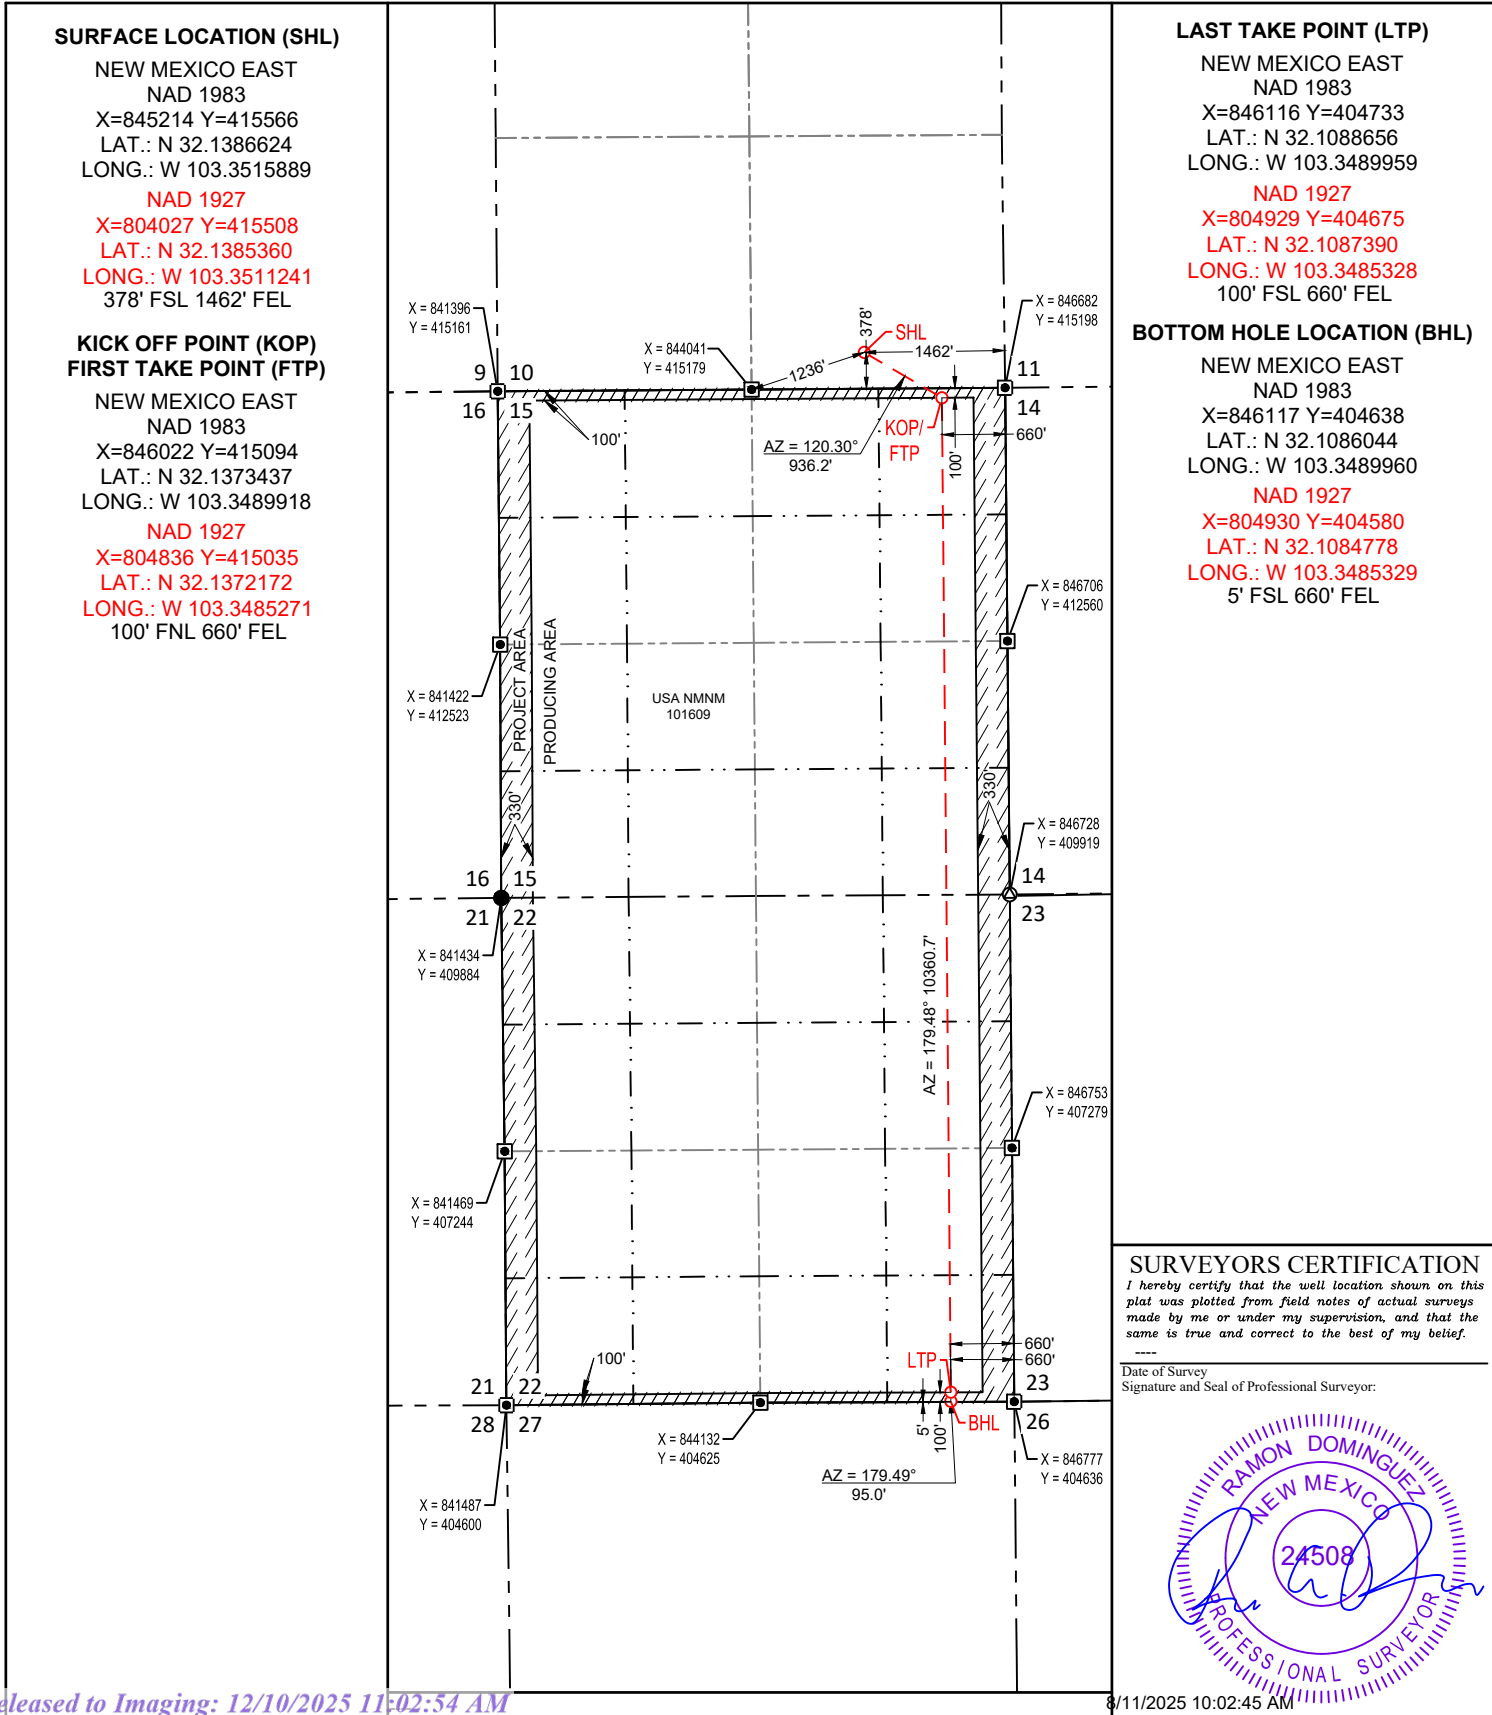 SURFACE LOCATION (SHL)
NEW MEXICO EAST
NAD 1983
X=845214 Y=415566
LAT.: N 32.1386624
LONG.: W 103.3515889
NAD 1927
X=804027 Y=415508
LAT.: N 32.1385360
LONG.: W 103.3511241
378' FSL 1462' FEL
KICK OFF POINT (KOP)
FIRST TAKE POINT (FTP)
NEW MEXICO EAST
NAD 1983
X=846022 Y=415094
LAT.: N 32.1373437
LONG.: W 103.3489918
NAD 1927
X=804836 Y=415035
LAT.: N 32.1372172
LONG.: W 103.3485271
100' FNL 660' FEL
X = 841396
Y = 415161
X = 844041
Y = 415179
X = 846682
Y = 415198
SHL
378'
1462'
1236'
9 10
16 15
11
14
100'
AZ = 120.30°
936.2'
KOP/
FTP
100'
660'
X = 846706
Y = 412560
X = 841422
Y = 412523
PROJECT AREA
PRODUCING AREA
USA NMNM
101609
330'
330'
X = 846728
Y = 409919
16 15
21 22
14
23
X = 841434
Y = 409884
AZ = 179.48° 10360.7'
X = 846753
Y = 407279
X = 841469
Y = 407244
100'
LTP
660'
660'
21 22
28 27
23
26
5'
100'
BHL
X = 844132
Y = 404625
AZ = 179.49°
95.0'
X = 846777
Y = 404636
X = 841487
Y = 404600
LAST TAKE POINT (LTP)
NEW MEXICO EAST
NAD 1983
X=846116 Y=404733
LAT.: N 32.1088656
LONG.: W 103.3489959
NAD 1927
X=804929 Y=404675
LAT.: N 32.1087390
LONG.: W 103.3485328
100' FSL 660' FEL
BOTTOM HOLE LOCATION (BHL)
NEW MEXICO EAST
NAD 1983
X=846117 Y=404638
LAT.: N 32.1086044
LONG.: W 103.3489960
NAD 1927
X=804930 Y=404580
LAT.: N 32.1084778
LONG.: W 103.3485329
5' FSL 660' FEL
SURVEYORS CERTIFICATION
I hereby certify that the well location shown on this
plat was plotted from field notes of actual surveys
made by me or under my supervision, and that the
same is true and correct to the best of my belief.
----
Date of Survey
Signature and Seal of Professional Surveyor:
RAMON DOMINGUEZ
NEW MEXICO
24508
PROFESSIONAL SURVEYOR
8/11/2025 10:02:45 AM
eleased to Imaging: 12/10/2025 11:02:54 AM